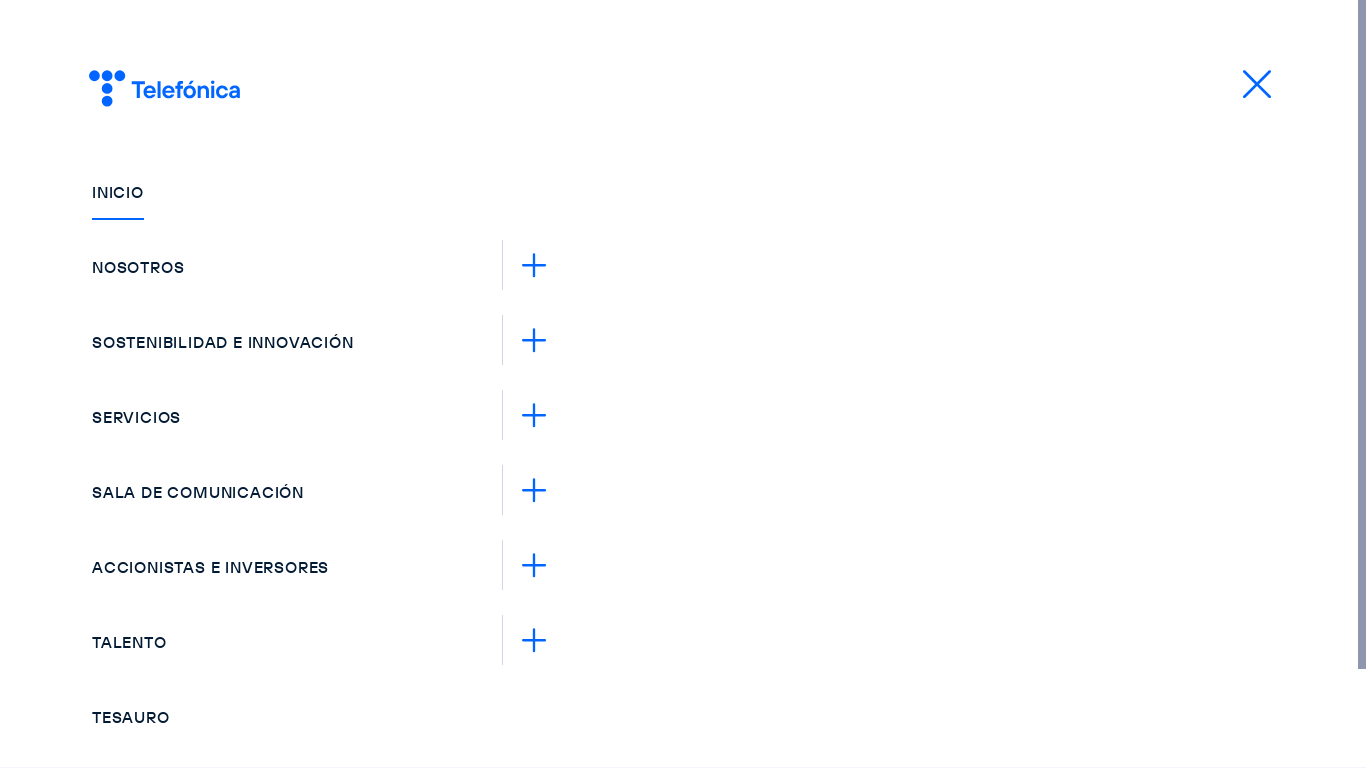 Telefónica
INICIO
NOSOTROS
SOSTENIBILIDAD E INNOVACIÓN
SERVICIOS
SALA DE COMUNICACIÓN
ACCIONISTAS E INVERSORES
TALENTO
TESAURO